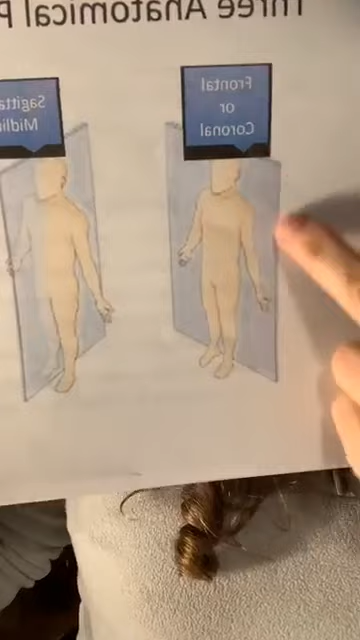 Three Anatomical P
Sagitta
Midli
Frontal
or
Coronal